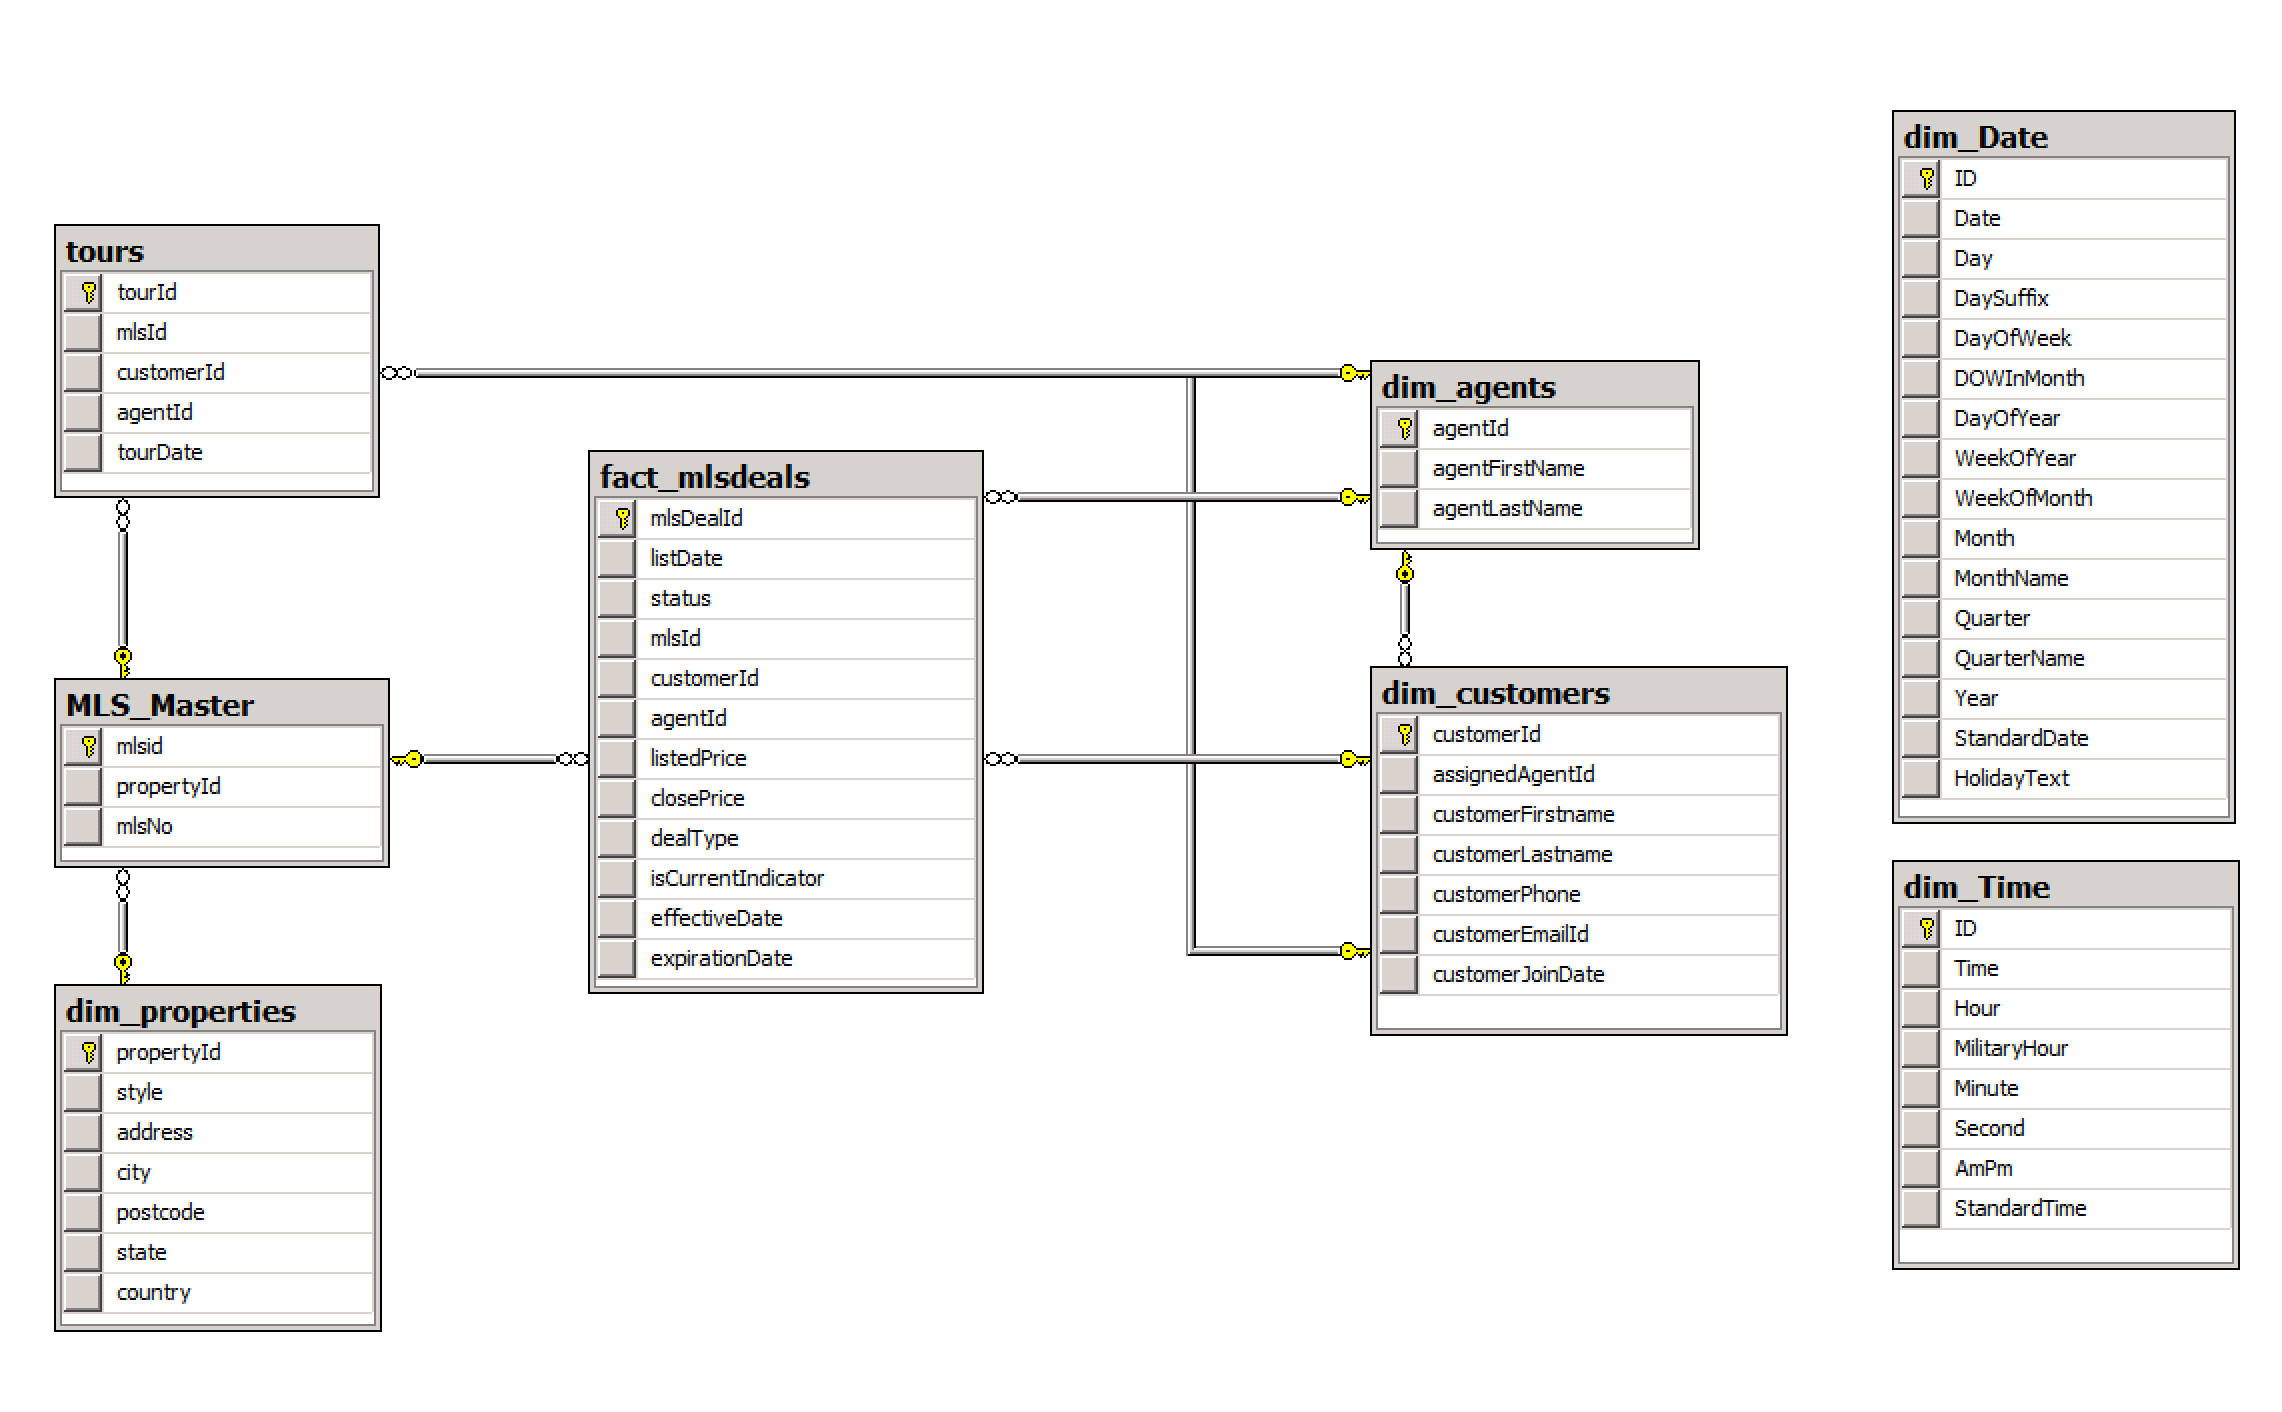 tours
tourId
mlsId
customerId
agentId
tourDate
MLS_Master
mlsid
propertyId
mlsNo
dim_properties
propertyId
style
address
city
postcode
state
country
fact_mlsdeals
mlsDealId
listDate
status
mlsId
customerId
agentId
listedPrice
closePrice
dealType
isCurrentIndicator
effectiveDate
expirationDate
dim_agents
agentId
agentFirstName
agentLastName
dim_customers
customerId
assignedAgentId
customerFirstname
customerLastname
customerPhone
customerEmailId
customerJoinDate
dim_Date
ID
Date
Day
DaySuffix
DayOfWeek
DOWInMonth
DayOfYear
WeekOfYear
WeekOfMonth
Month
MonthName
Quarter
QuarterName
Year
StandardDate
HolidayText
dim_Time
ID
Time
Hour
MilitaryHour
Minute
Second
AmPm
StandardTime